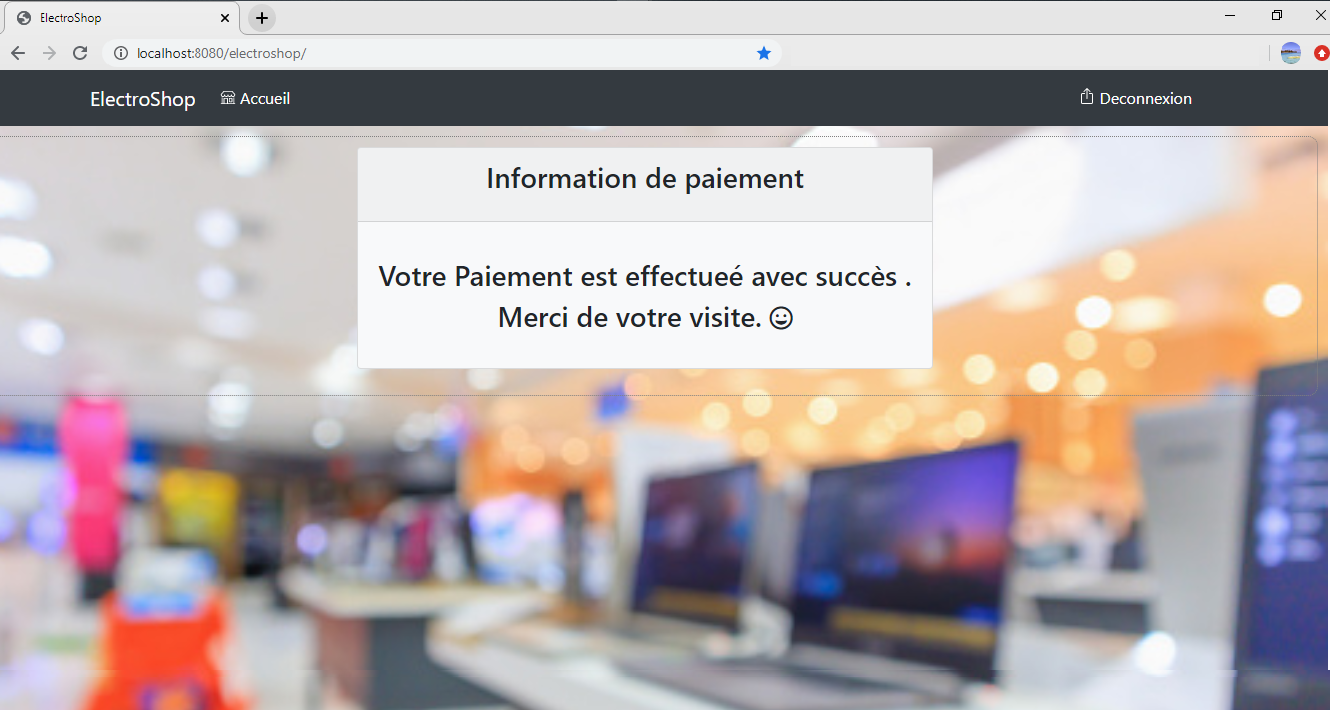 ElectroShop
localhost:8080/electroshop/
ElectroShop Accueil Deconnexion
Information de paiement
Votre Paiement est effectueé avec succès .
Merci de votre visite. ☺